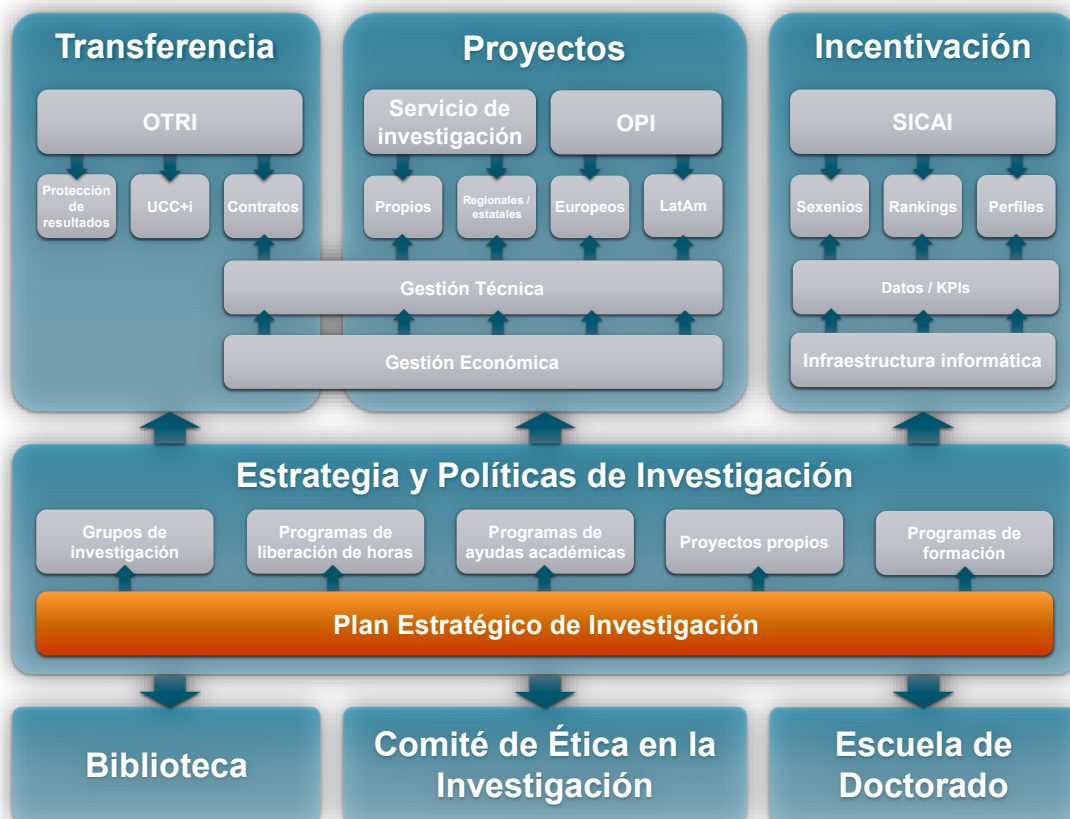 Transferencia
Proyectos
Incentivación
OTRI
Servicio de
investigación
OPI
SICAI
Protección
de
resultados
UCC+i
Contratos
Propios
Regionales /
estatales
Europeos
LatAm
Sexenios
Rankings
Perfiles
Gestión Técnica
Datos / KPIs
Gestión Económica
Infraestructura informática
Estrategia y Políticas de Investigación
Grupos de
investigación
Programas de
liberación de horas
Programas de
ayudas académicas
Proyectos propios
Programas de
formación
Plan Estratégico de Investigación
Biblioteca
Comité de Ética en la
Investigación
Escuela de
Doctorado